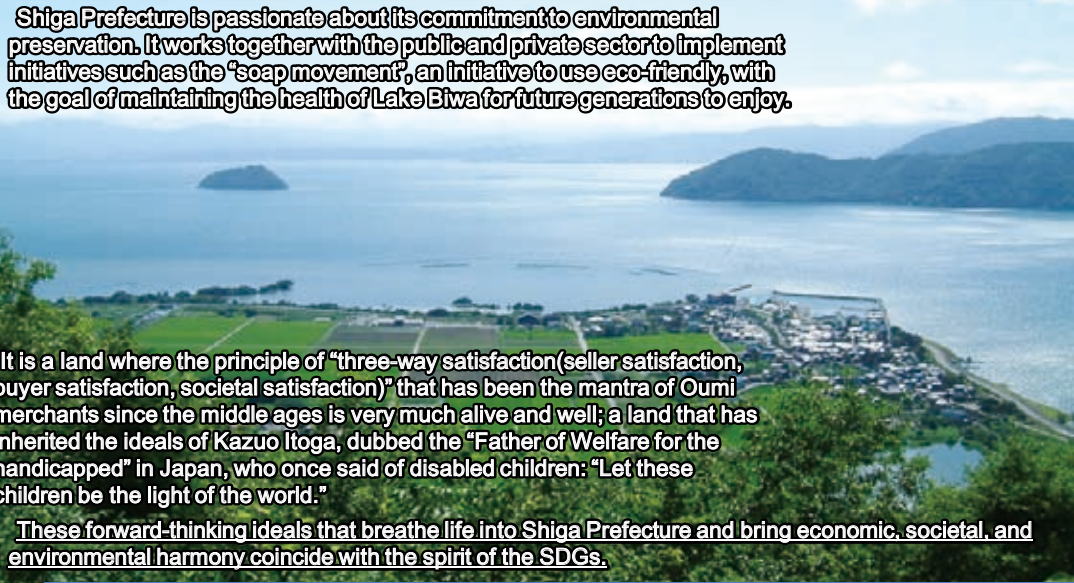 Shiga Prefecture is passionate about its commitment to environmental
preservation. It works together with the public and private sector to implement
initiatives such as the “soap movement”, an initiative to use eco-friendly, with
the goal of maintaining the health of Lake Biwa for future generations to enjoy.
It is a land where the principle of “three-way satisfaction(seller satisfaction,
ouyer satisfaction, societal satisfaction)” that has been the mantra of Oumi
merchants since the middle ages is very much alive and well; a land that has
nherited the ideals of Kazuo Itoga, dubbed the “Father of Welfare for the
handicapped” in Japan, who once said of disabled children: “Let these
children be the light of the world.”
These forward-thinking ideals that breathe life into Shiga Prefecture and bring economic, societal, and
environmental harmony coincide with the spirit of the SDGs.